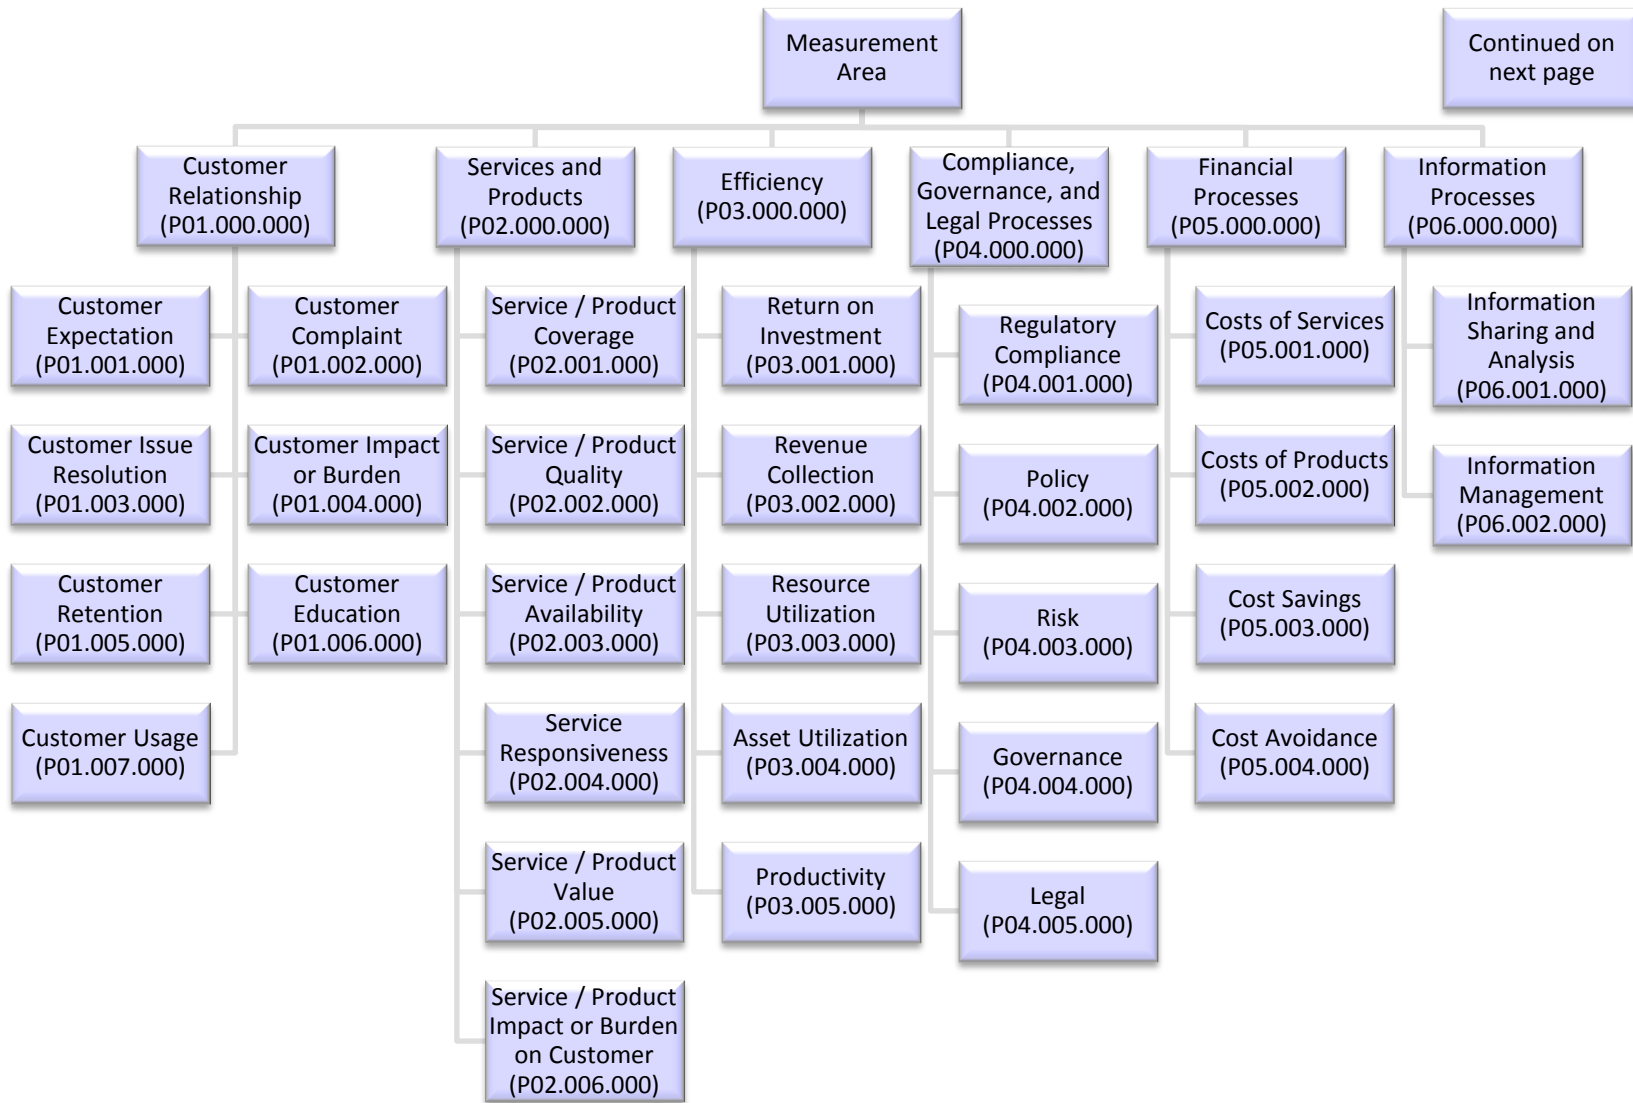 Measurement
Area
Continued on
next page
Customer
Relationship
(P01.000.000)
Services and
Products
(P02.000.000)
Efficiency
(P03.000.000)
Compliance,
Governance, and
Legal Processes
(P04.000.000)
Financial
Processes
(P05.000.000)
Information
Processes
(P06.000.000)
Customer
Expectation
(P01.001.000)
Customer
Complaint
(P01.002.000)
Customer Issue
Resolution
(P01.003.000)
Customer Impact
or Burden
(P01.004.000)
Customer
Retention
(P01.005.000)
Customer
Education
(P01.006.000)
Customer Usage
(P01.007.000)
Service / Product
Coverage
(P02.001.000)
Service / Product
Quality
(P02.002.000)
Service / Product
Availability
(P02.003.000)
Service
Responsiveness
(P02.004.000)
Service / Product
Value
(P02.005.000)
Service / Product
Impact or Burden
on Customer
(P02.006.000)
Return on
Investment
(P03.001.000)
Revenue
Collection
(P03.002.000)
Resource
Utilization
(P03.003.000)
Asset Utilization
(P03.004.000)
Productivity
(P03.005.000)
Regulatory
Compliance
(P04.001.000)
Policy
(P04.002.000)
Risk
(P04.003.000)
Governance
(P04.004.000)
Legal
(P04.005.000)
Costs of Services
(P05.001.000)
Costs of Products
(P05.002.000)
Cost Savings
(P05.003.000)
Cost Avoidance
(P05.004.000)
Information
Sharing and
Analysis
(P06.001.000)
Information
Management
(P06.002.000)